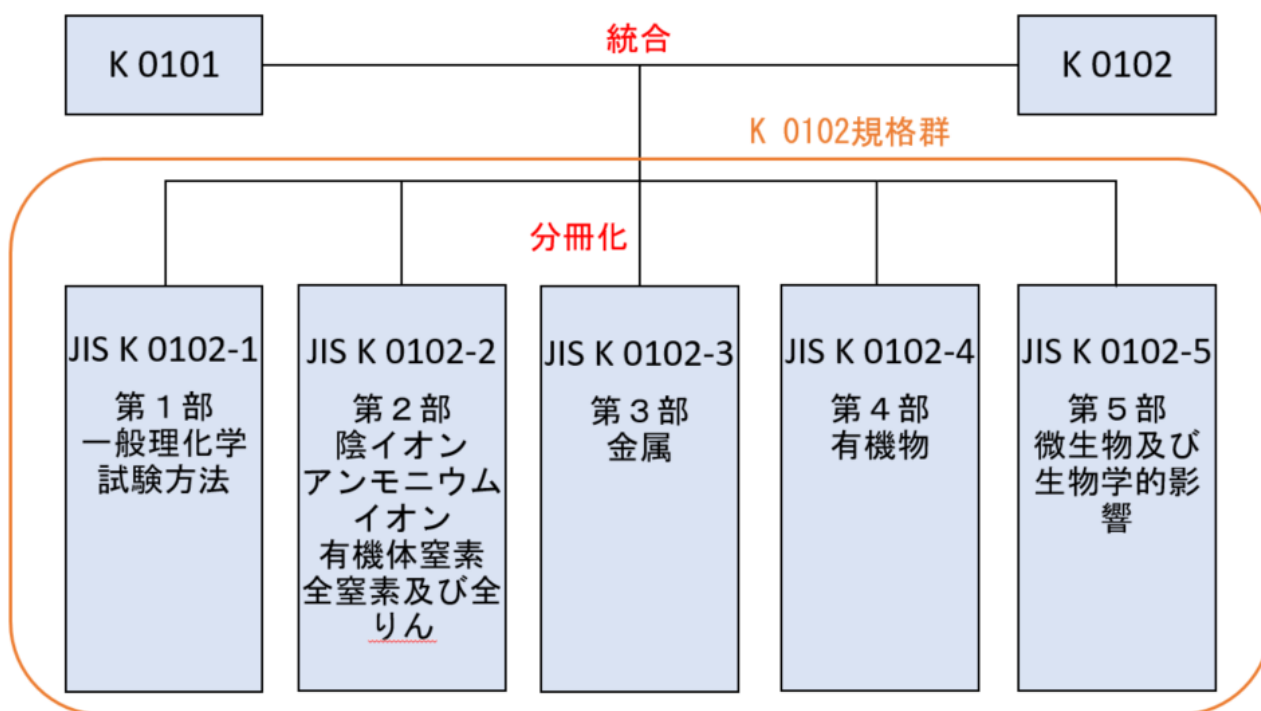 K 0101
統合
K 0102
K 0102規格群
分冊化
JIS K 0102-1
第１部
一般理化学
試験方法
JIS K 0102-2
第２部
陰イオン
アンモニウム
イオン
有機体窒素
全窒素及び全
りん
JIS K 0102-3
第３部
金属
JIS K 0102-4
第４部
有機物
JIS K 0102-5
第５部
微生物及び
生物学的影
響